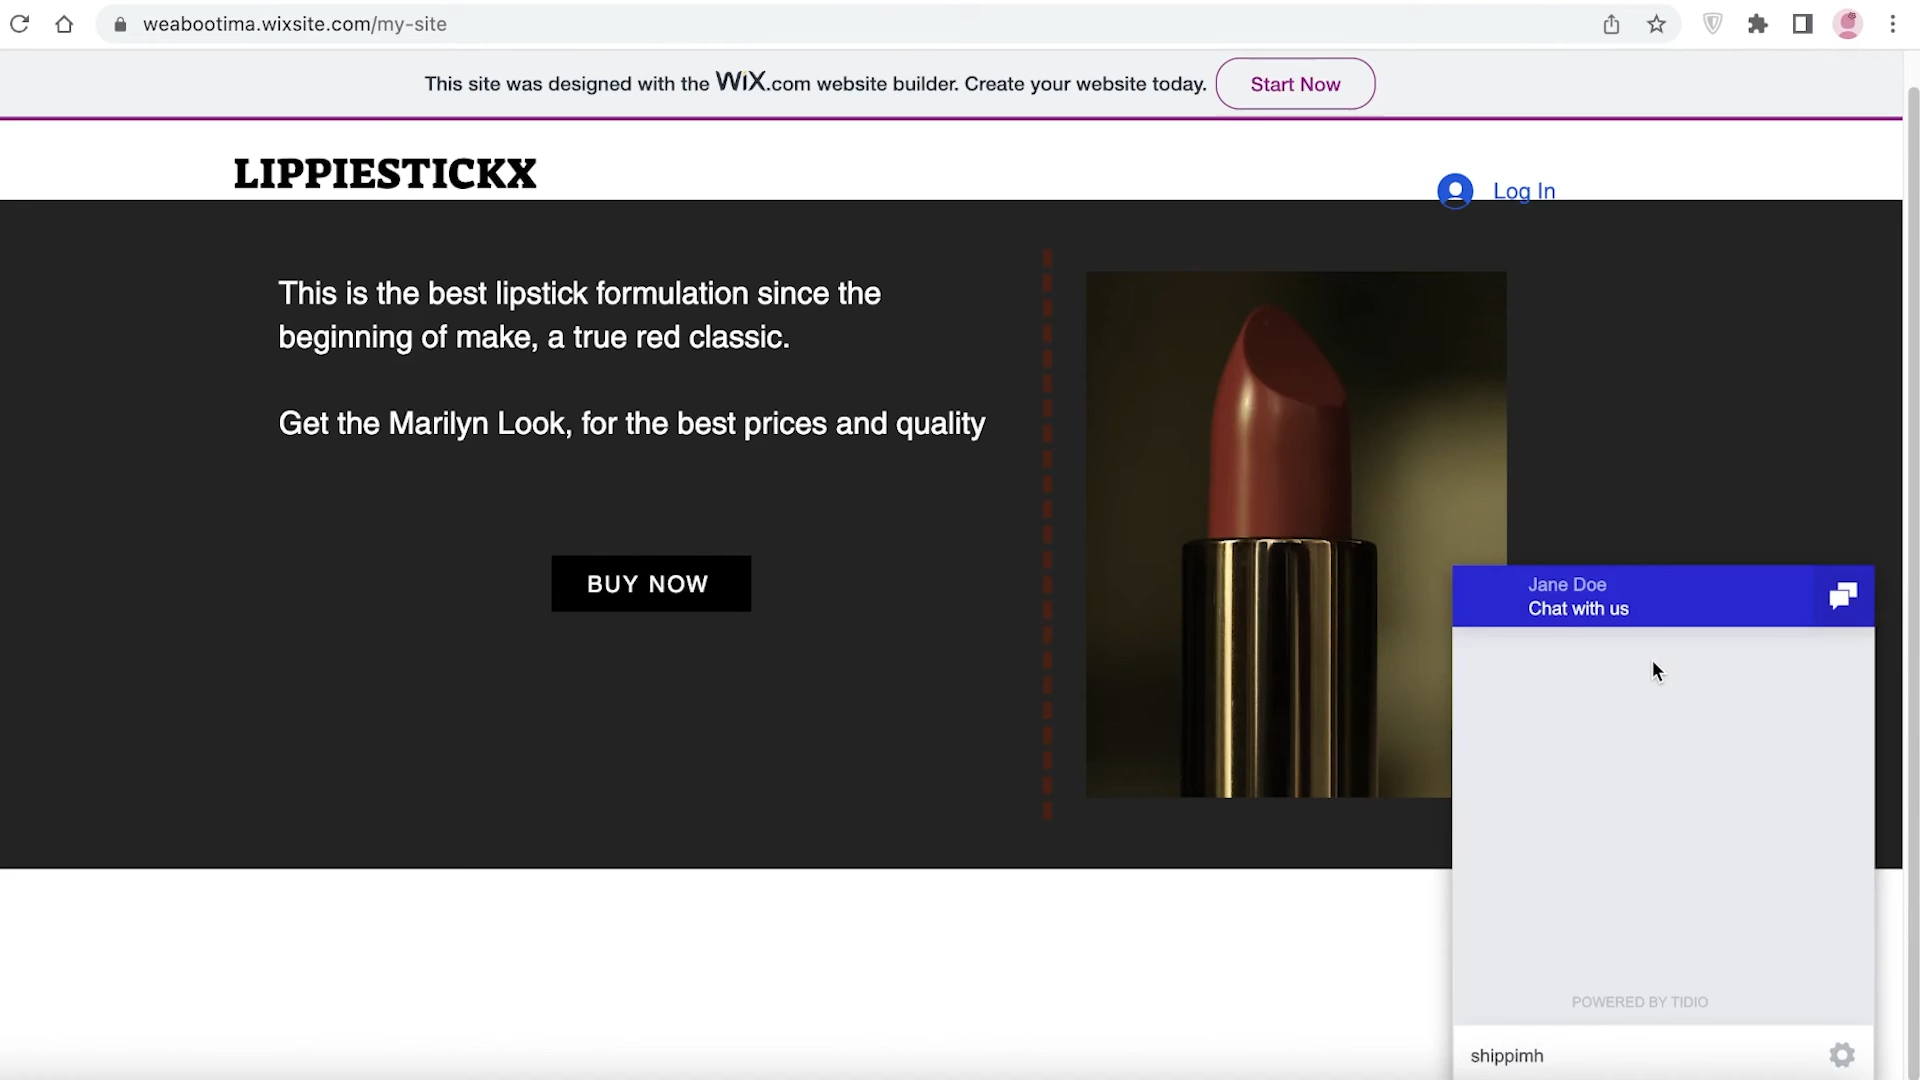 weabootima.wixsite.com/my-site
This site was designed with the WiX.com website builder. Create your website today. Start Now
LIPPIESTICKX
Log In
This is the best lipstick formulation since the
beginning of make, a true red classic.
Get the Marilyn Look, for the best prices and quality
BUY NOW
Jane Doe
Chat with us
POWERED BY TIDIO
shippimh